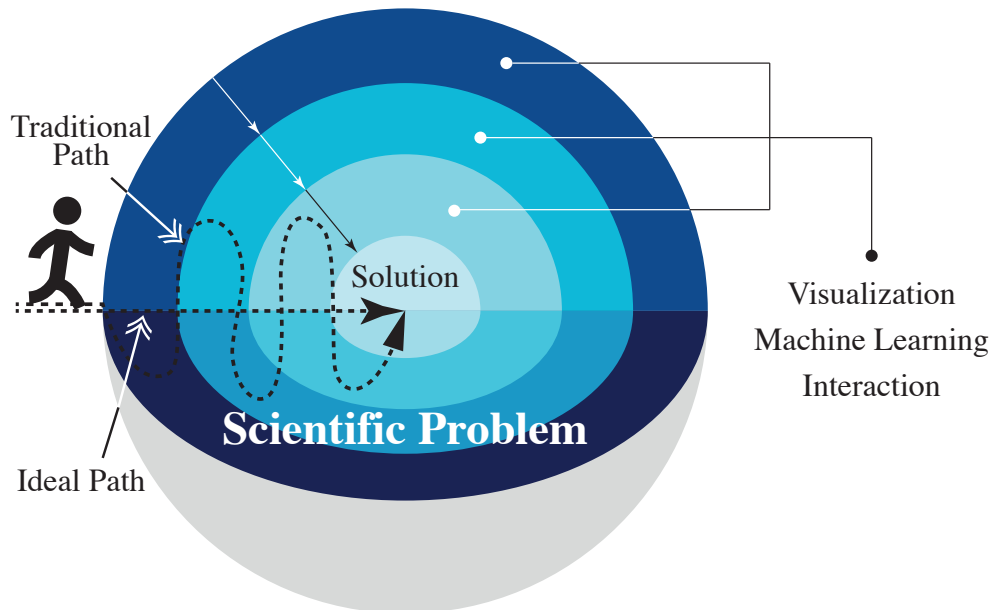 Traditional
Path
Solution
Visualization
Machine Learning
Interaction
Scientific Problem
Ideal Path